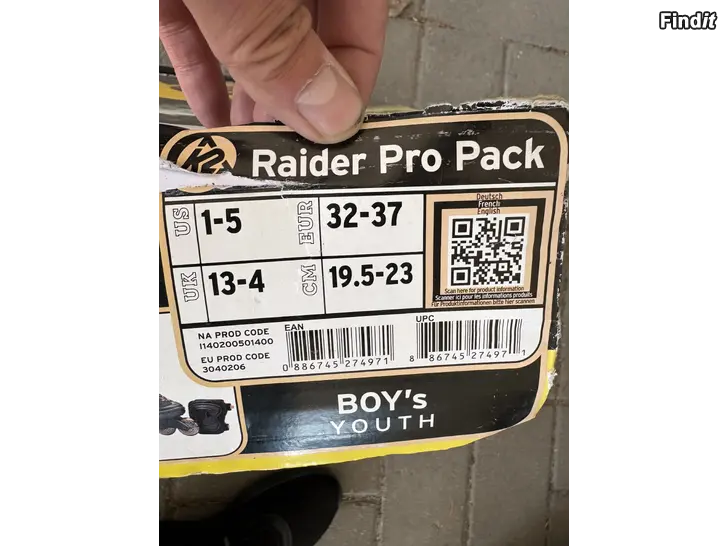 Findit
K2
Raider Pro Pack
US 1-5 EUR 32-37
UK 13-4 CM 19.5-23
Deutsch
French
English
Scan here for product information
Scanner ici pour les informations produits
Für Produktinformationen bitte hier scannen
NA PROD CODE
I140200501400
EU PROD CODE
3040206
EAN
0 886745 274971
UPC
8 86745 27497 1
BOY's
YOUTH